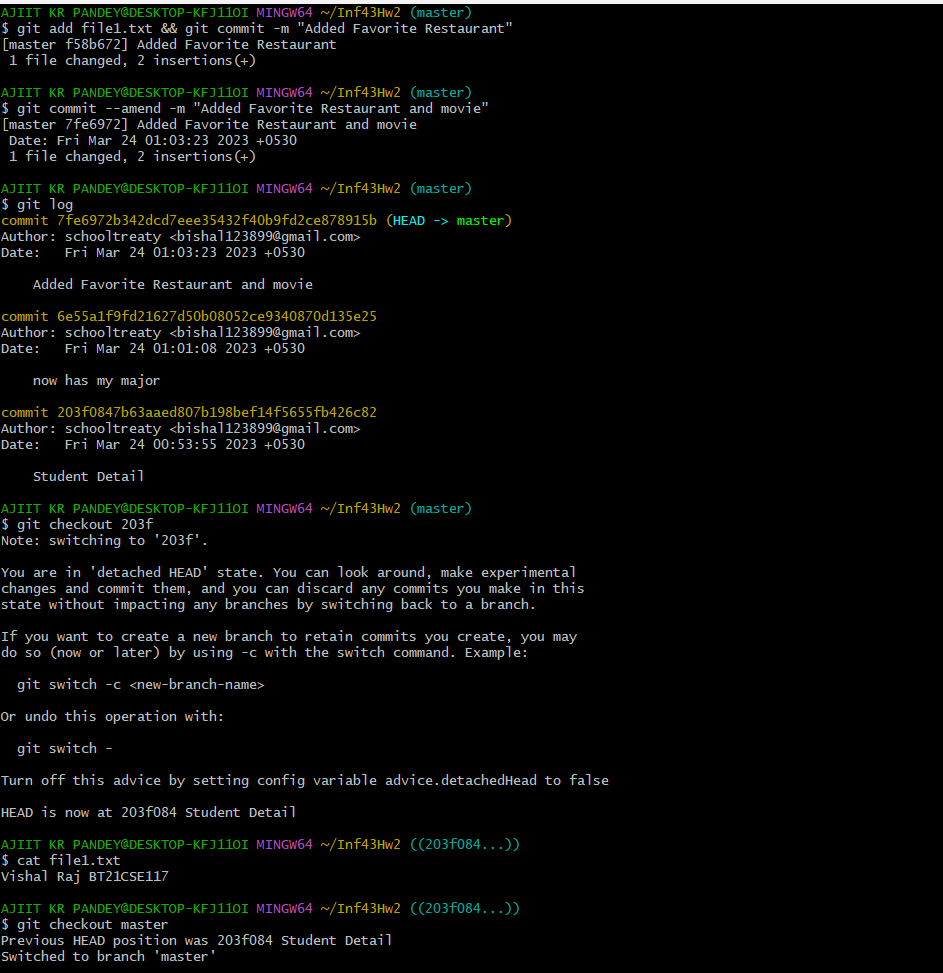 AJIIT KR PANDEY@DESKTOP-KFJ11OI MINGW64 ~/Inf43Hw2 (master)
$ git add file1.txt && git commit -m "Added Favorite Restaurant"
[master f58b672] Added Favorite Restaurant
 1 file changed, 2 insertions(+)

AJIIT KR PANDEY@DESKTOP-KFJ11OI MINGW64 ~/Inf43Hw2 (master)
$ git commit --amend -m "Added Favorite Restaurant and movie"
[master 7fe6972] Added Favorite Restaurant and movie
 Date: Fri Mar 24 01:03:23 2023 +0530
 1 file changed, 2 insertions(+)

AJIIT KR PANDEY@DESKTOP-KFJ11OI MINGW64 ~/Inf43Hw2 (master)
$ git log
commit 7fe6972b342dcd7eee35432f40b9fd2ce878915b (HEAD -> master)
Author: schooltreaty <bishal123899@gmail.com>
Date:   Fri Mar 24 01:03:23 2023 +0530

    Added Favorite Restaurant and movie

commit 6e55a1f9fd21627d50b08052ce9340870d135e25
Author: schooltreaty <bishal123899@gmail.com>
Date:   Fri Mar 24 01:01:08 2023 +0530

    now has my major

commit 203f0847b63aaed807b198bef14f5655fb426c82
Author: schooltreaty <bishal123899@gmail.com>
Date:   Fri Mar 24 00:53:55 2023 +0530

    Student Detail

AJIIT KR PANDEY@DESKTOP-KFJ11OI MINGW64 ~/Inf43Hw2 (master)
$ git checkout 203f
Note: switching to '203f'.

You are in 'detached HEAD' state. You can look around, make experimental
changes and commit them, and you can discard any commits you make in this
state without impacting any branches by switching back to a branch.

If you want to create a new branch to retain commits you create, you may
do so (now or later) by using -c with the switch command. Example:

  git switch -c <new-branch-name>

Or undo this operation with:

  git switch -

Turn off this advice by setting config variable advice.detachedHead to false

HEAD is now at 203f084 Student Detail

AJIIT KR PANDEY@DESKTOP-KFJ11OI MINGW64 ~/Inf43Hw2 ((203f084...))
$ cat file1.txt
Vishal Raj BT21CSE117

AJIIT KR PANDEY@DESKTOP-KFJ11OI MINGW64 ~/Inf43Hw2 ((203f084...))
$ git checkout master
Previous HEAD position was 203f084 Student Detail
Switched to branch 'master'